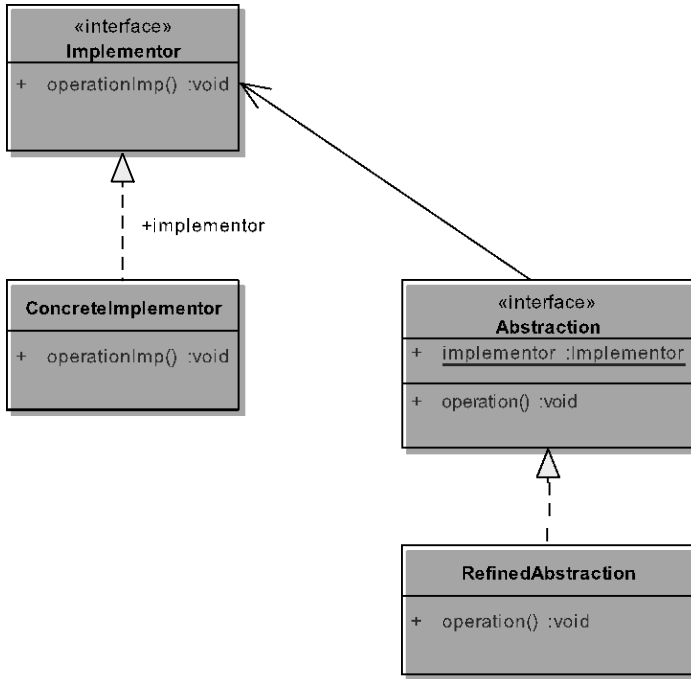 «interface»
Implementor
+ operationImp() :void
+implementor
ConcreteImplementor
+ operationImp() :void
«interface»
Abstraction
+ implementor :Implementor
+ operation() :void
RefinedAbstraction
+ operation() :void